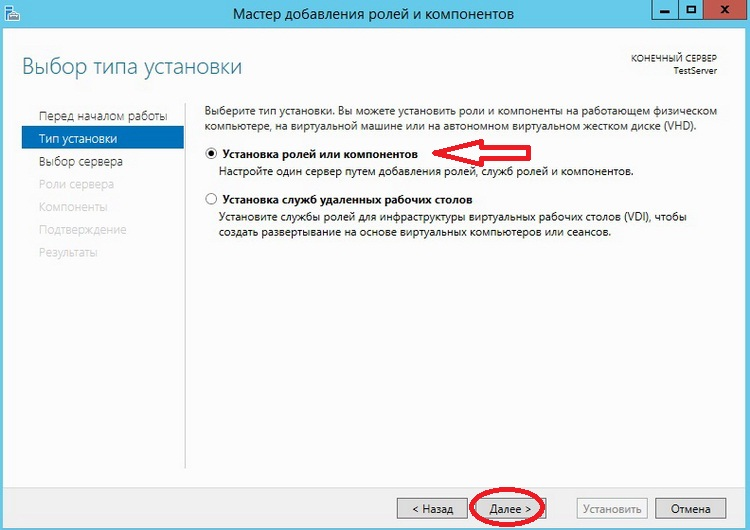 Мастер добавления ролей и компонентов
Выбор типа установки
КОНЕЧНЫЙ СЕРВЕР
TestServer
Перед началом работы
Тип установки
Выбор сервера
Роли сервера
Компоненты
Подтверждение
Результаты
Выберите тип установки. Вы можете установить роли и компоненты на работающем физическом
компьютере, на виртуальной машине или на автономном виртуальном жестком диске (VHD).
Установка ролей или компонентов
Настройте один сервер путем добавления ролей, служб ролей и компонентов.
Установка служб удаленных рабочих столов
Установите службы ролей для инфраструктуры виртуальных рабочих столов (VDI), чтобы
создать развертывание на основе виртуальных компьютеров или сеансов.
< Назад
Далее >
Установить
Отмена